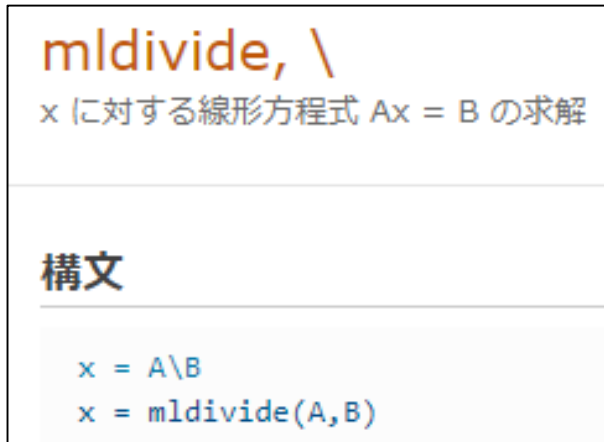 mldivide, \
x に対する線形方程式 Ax = B の求解
構文
x = A\B
x = mldivide(A,B)